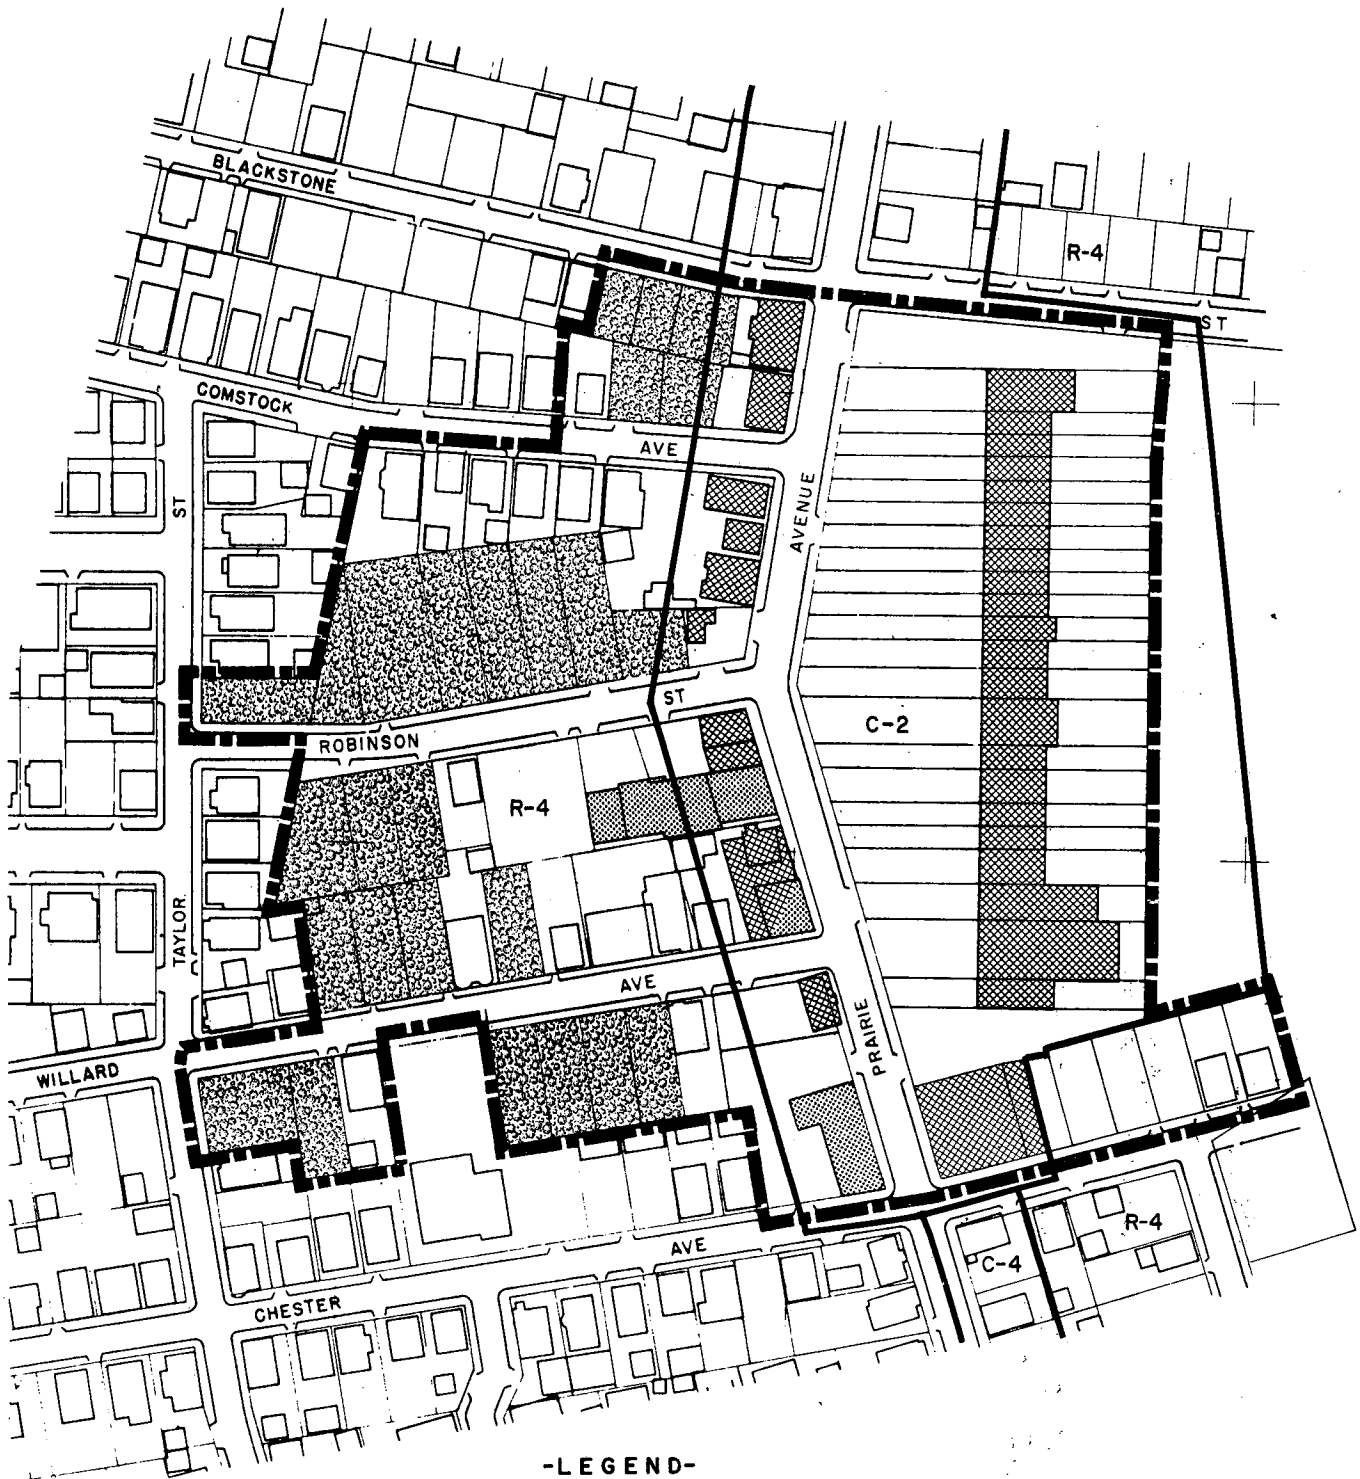 BLACKSTONE
R-4
ST
COMSTOCK
AVE
ST
AVENUE
ST
C-2
ROBINSON
R-4
TAYLOR
AVE
PRAIRIE
WILLARD
AVE
R-4
C-4
CHESTER
-LEGEND-